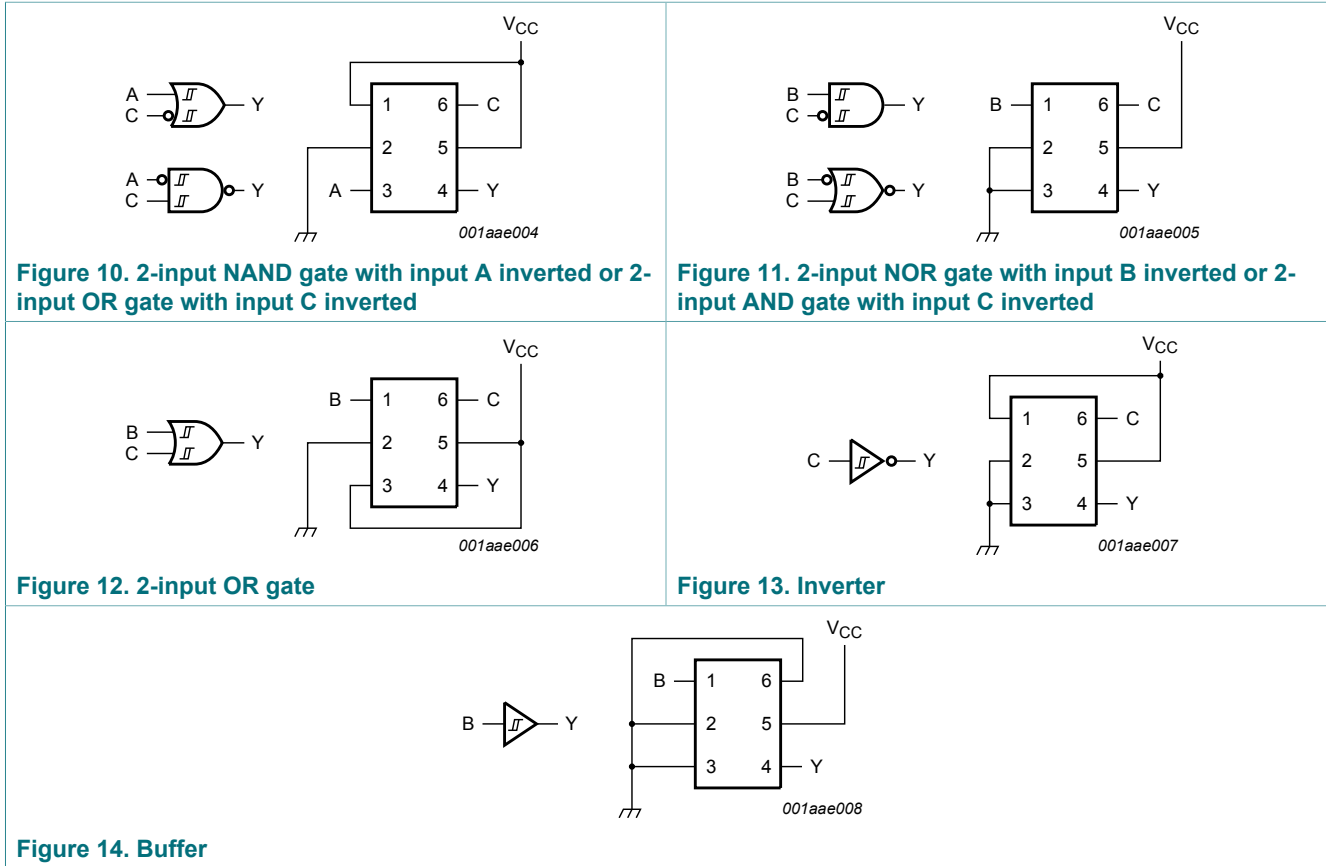 VCC
A
C
Y
A
C
Y
1
6
C
2
5
A
3
4
Y
001aae004
Figure 10. 2-input NAND gate with input A inverted or 2-
input OR gate with input C inverted
VCC
B
C
Y
B
C
Y
B
1
6
C
2
5
3
4
Y
001aae005
Figure 11. 2-input NOR gate with input B inverted or 2-
input AND gate with input C inverted
VCC
B
C
Y
B
1
6
C
2
5
3
4
Y
001aae006
Figure 12. 2-input OR gate
VCC
C
Y
1
6
C
2
5
3
4
Y
001aae007
Figure 13. Inverter
VCC
B
Y
B
1
6
2
5
3
4
Y
001aae008
Figure 14. Buffer